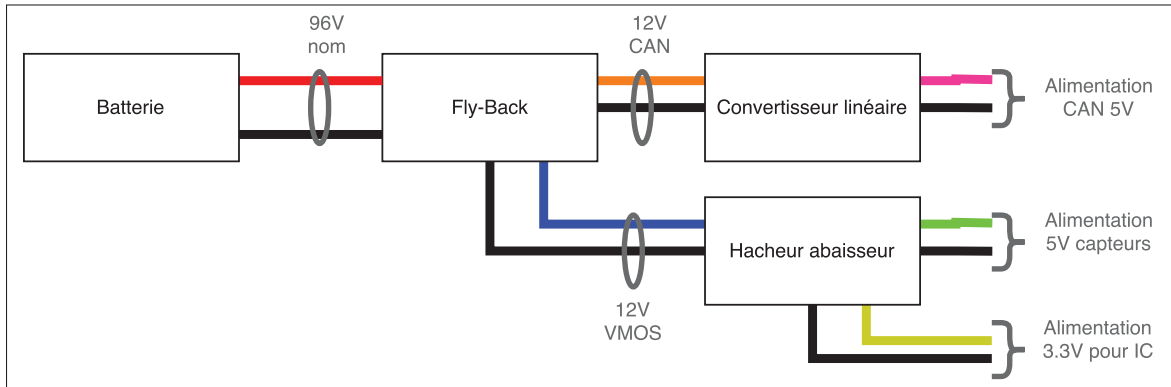 96V
nom
12V
CAN
Batterie
Fly-Back
Convertisseur linéaire
Alimentation
CAN 5V
Hacheur abaisseur
Alimentation
5V capteurs
12V
VMOS
Alimentation
3.3V pour IC